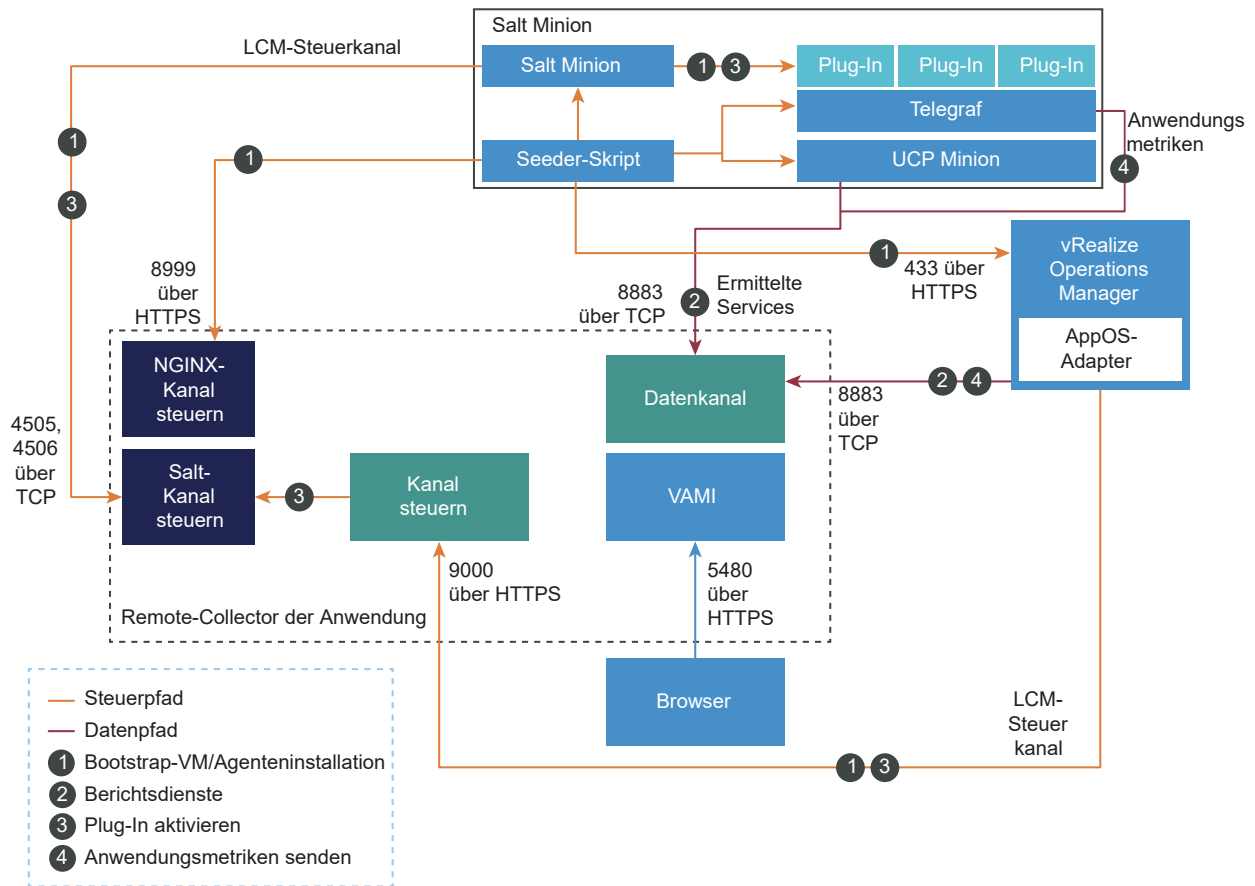 Salt Minion
LCM-Steuerkanal
Salt Minion
1
3
Plug-In
Plug-In
Plug-In
Telegraf
Anwendungs
metriken
1
1
Seeder-Skript
UCP Minion
4
3
vRealize
Operations
Manager
8999
über
HTTPS
1
433 über
HTTPS
8883
über TCP
2
Ermittelte
Services
AppOS-
Adapter
NGINX-
Kanal
steuern
Datenkanal
2
4
8883
über
TCP
4505,
4506
über
TCP
Salt-
Kanal
steuern
3
Kanal
steuern
VAMI
9000
über HTTPS
5480
über
HTTPS
Remote-Collector der Anwendung
Browser
LCM-
Steuer
kanal
1
3
Steuerpfad
Datenpfad
1 Bootstrap-VM/Agenteninstallation
2 Berichtsdienste
3 Plug-In aktivieren
4 Anwendungsmetriken senden